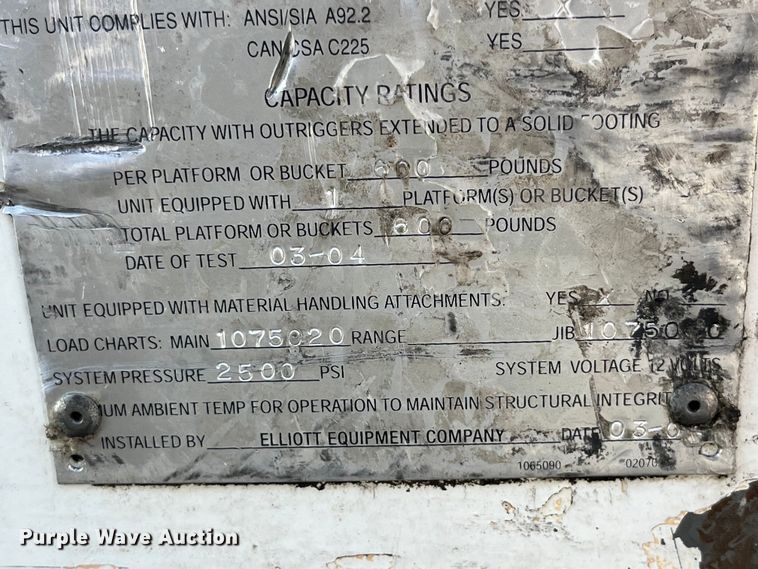 THIS UNIT COMPLIES WITH: ANSI/SIA A92.2 YES X
CAN/CSA C225 YES
CAPACITY RATINGS
THE CAPACITY WITH OUTRIGGERS EXTENDED TO A SOLID FOOTING
PER PLATFORM OR BUCKET 600 POUNDS
UNIT EQUIPPED WITH 1 PLATFORM(S) OR BUCKET(S)
TOTAL PLATFORM OR BUCKETS 600 POUNDS
DATE OF TEST 03-04
UNIT EQUIPPED WITH MATERIAL HANDLING ATTACHMENTS: YES X NO
LOAD CHARTS: MAIN 1075020 RANGE JIB
SYSTEM PRESSURE 2500 PSI SYSTEM VOLTAGE 12 VOLTS
UM AMBIENT TEMP FOR OPERATION TO MAINTAIN STRUCTURAL INTEGRIT
INSTALLED BY ELLIOTT EQUIPMENT COMPANY DATE
1065090 02070
Purple Wave Auction